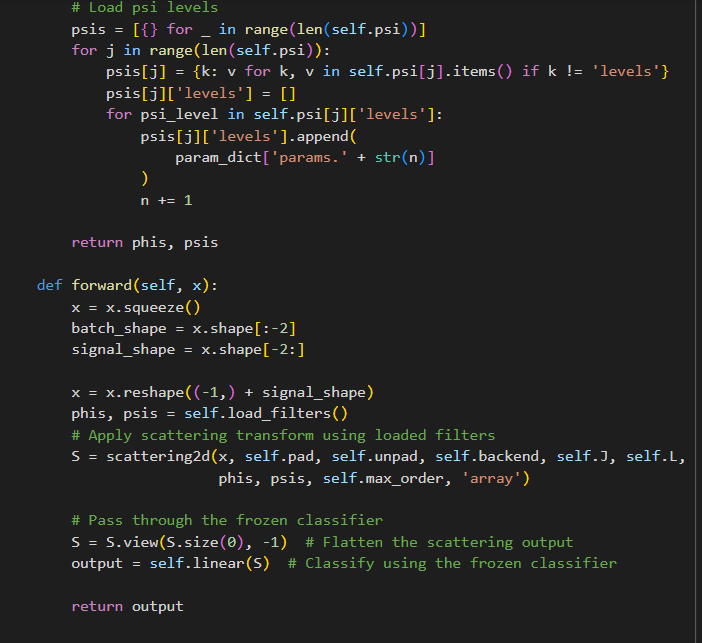 # Load psi levels
psis = [{} for _ in range(len(self.psi))]
for j in range(len(self.psi)):
psis[j] = {k: v for k, v in self.psi[j].items() if k != 'levels'}
psis[j]['levels'] = []
for psi_level in self.psi[j]['levels']:
psis[j]['levels'].append(
param_dict['params.' + str(n)]
)
n += 1
return phis, psis
def forward(self, x):
x = x.squeeze()
batch_shape = x.shape[:-2]
signal_shape = x.shape[-2:]
x = x.reshape((-1,) + signal_shape)
phis, psis = self.load_filters()
# Apply scattering transform using loaded filters
S = scattering2d(x, self.pad, self.unpad, self.backend, self.J, self.L,
phis, psis, self.max_order, 'array')
# Pass through the frozen classifier
S = S.view(S.size(0), -1)  # Flatten the scattering output
output = self.linear(S)  # Classify using the frozen classifier
return output